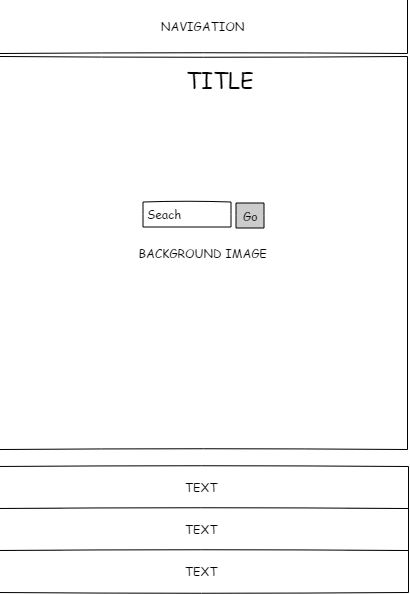 NAVIGATION
TITLE
Seach
Go
BACKGROUND IMAGE
TEXT
TEXT
TEXT